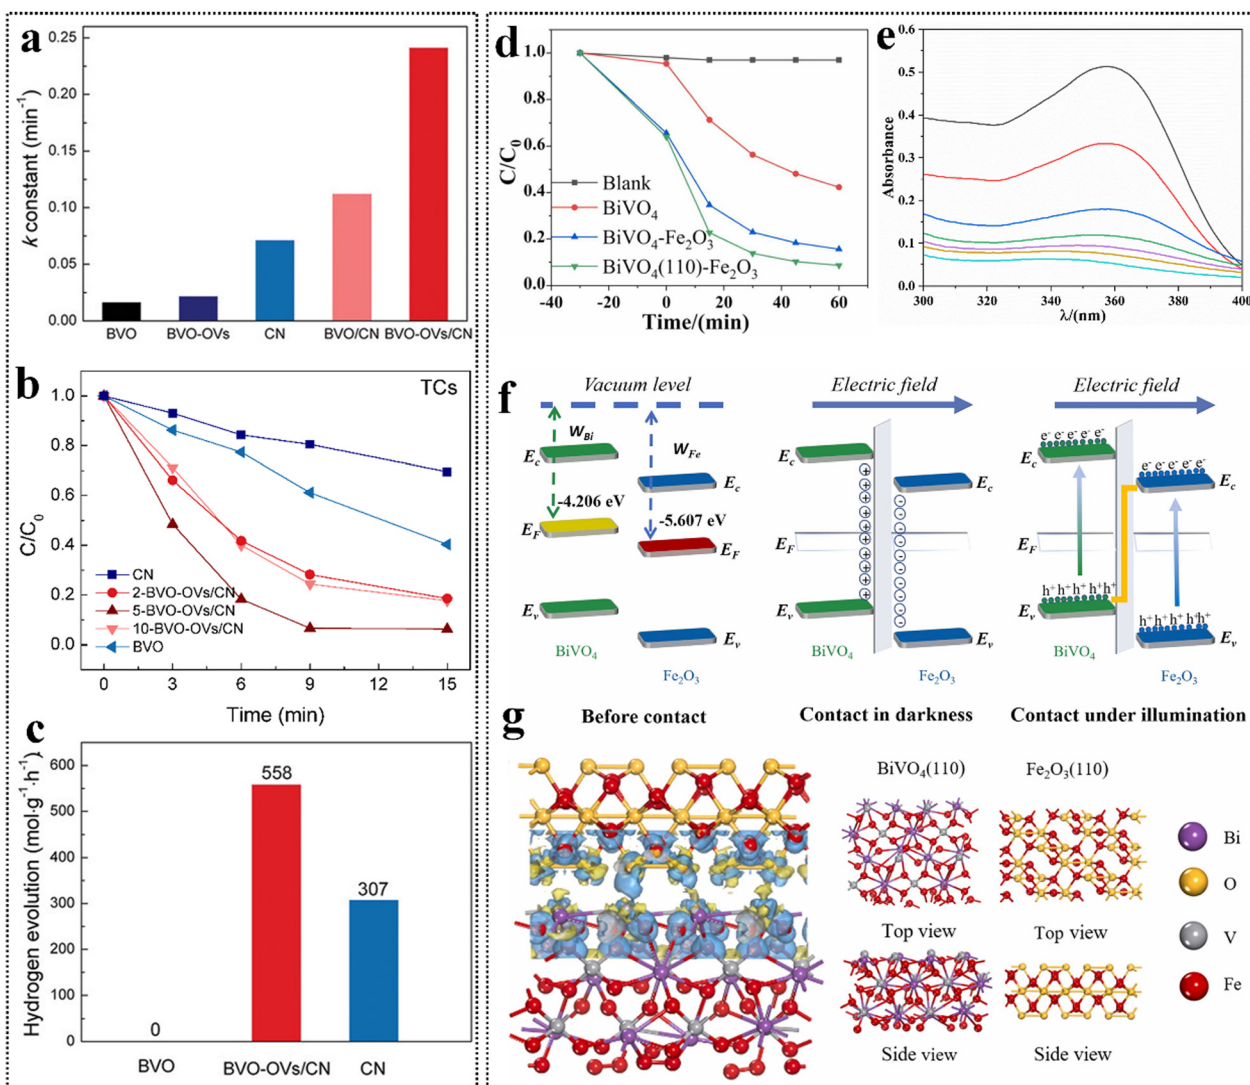 a
k constant (min⁻¹)
0.25
0.20
0.15
0.10
0.05
0.00
BVO
BVO-OVs
CN
BVO/CN
BVO-OVs/CN
b
TCs
C/C₀
1.0
0.8
0.6
0.4
0.2
0.0
CN
2-BVO-OVs/CN
5-BVO-OVs/CN
10-BVO-OVs/CN
BVO
0
3
6
9
12
15
Time (min)
c
Hydrogen evolution (mol·g⁻¹·h⁻¹)
600
500
400
300
200
100
0
0
558
307
BVO
BVO-OVs/CN
CN
d
C/C₀
1.0
0.8
0.6
0.4
0.2
0.0
Blank
BiVO₄
BiVO₄-Fe₂O₃
BiVO₄(110)-Fe₂O₃
-40
-20
0
20
40
60
Time/(min)
e
Absorbance
0.6
0.5
0.4
0.3
0.2
0.1
0.0
300
320
340
360
380
400
λ/(nm)
f
Vacuum level
W_Bi
W_Fe
E_c
E_c
-4.206 eV
-5.607 eV
E_F
E_F
E_v
E_v
BiVO₄
Fe₂O₃
Before contact
Electric field
E_c
E_c
E_F
E_v
E_v
BiVO₄
Fe₂O₃
Contact in darkness
Electric field
e⁻ e⁻ e⁻ e⁻ e⁻
e⁻ e⁻ e⁻ e⁻ e⁻
E_c
E_c
E_F
h⁺h⁺h⁺h⁺h⁺
E_v
h⁺h⁺h⁺ h⁺h⁺
E_v
BiVO₄
Fe₂O₃
Contact under illumination
g
BiVO₄(110)
Fe₂O₃(110)
Top view
Top view
Side view
Side view
Bi
O
V
Fe